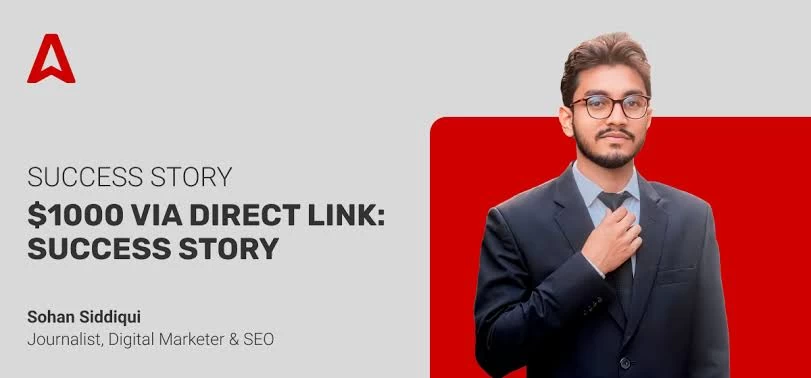 SUCCESS STORY
$1000 VIA DIRECT LINK:
SUCCESS STORY
Sohan Siddiqui
Journalist, Digital Marketer & SEO